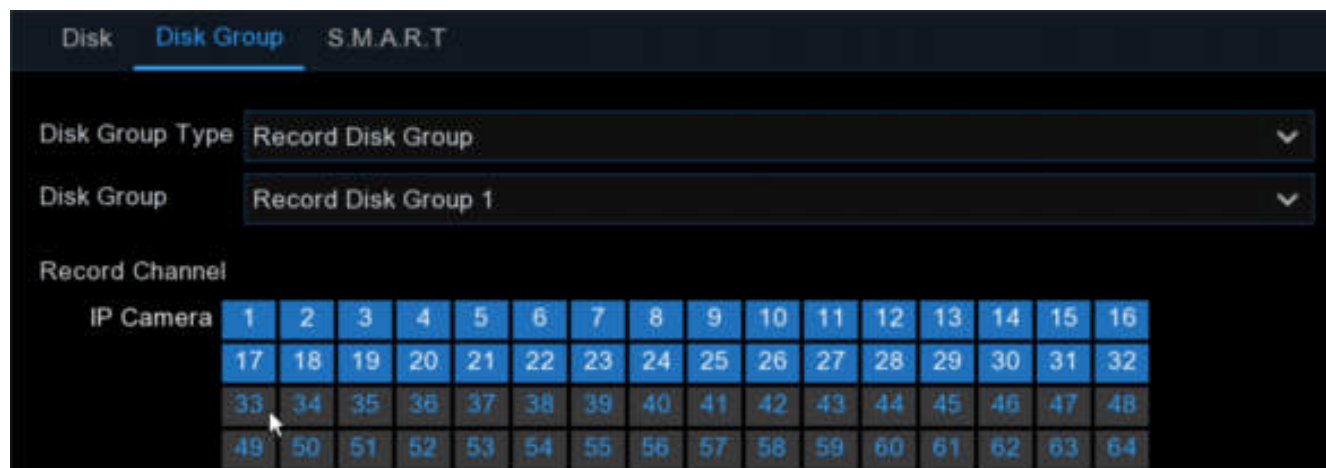 Disk Disk Group S.M.A.R.T
Disk Group Type Record Disk Group
Disk Group Record Disk Group 1
Record Channel
IP Camera 1 2 3 4 5 6 7 8 9 10 11 12 13 14 15 16
17 18 19 20 21 22 23 24 25 26 27 28 29 30 31 32
33 34 35 36 37 38 39 40 41 42 43 44 45 46 47 48
49 50 51 52 53 54 55 56 57 58 59 60 61 62 63 64